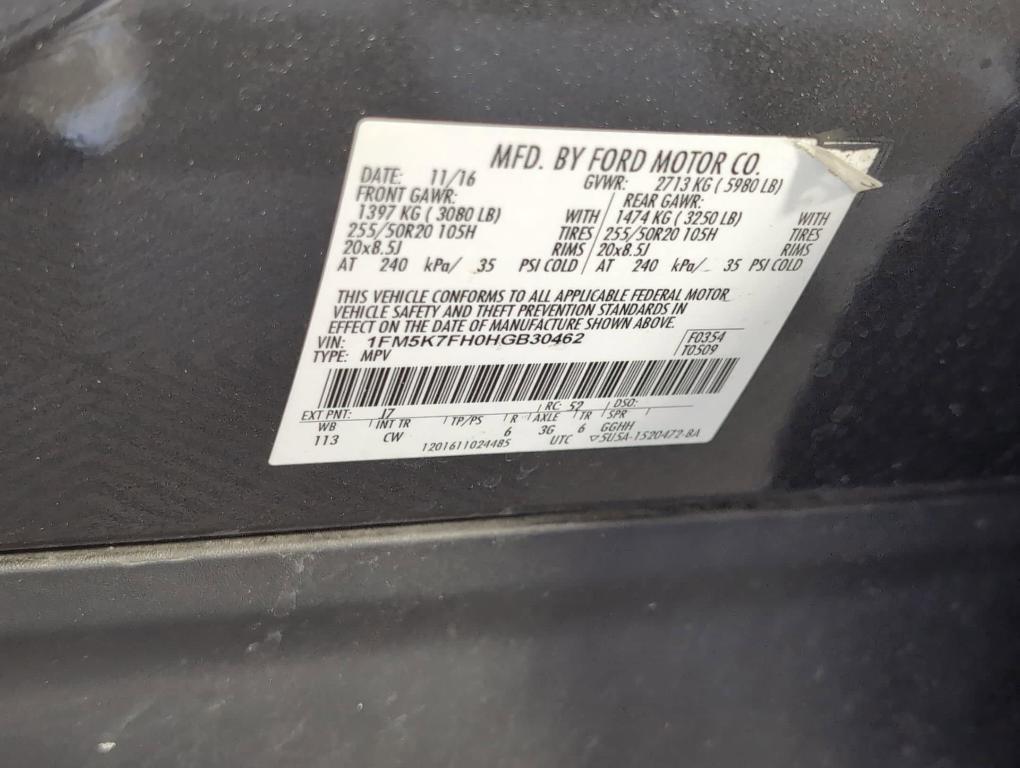 MFD. BY FORD MOTOR CO.
DATE: 11/16 GVWR: 2713 KG ( 5980 LB)
FRONT GAWR: REAR GAWR:
1397 KG ( 3080 LB) WITH 1474 KG ( 3250 LB) WITH
255/50R20 105H TIRES 255/50R20 105H TIRES
20x8.5J RIMS 20x8.5J RIMS
AT 240 kPa/ 35 PSI COLD AT 240 kPa/ 35 PSI COLD
THIS VEHICLE CONFORMS TO ALL APPLICABLE FEDERAL MOTOR
VEHICLE SAFETY AND THEFT PREVENTION STANDARDS IN
EFFECT ON THE DATE OF MANUFACTURE SHOWN ABOVE.
VIN: 1FM5K7FH0HGB30462 F0354
TYPE: MPV T0509
EXT PNT: J7 RC: 52 DSO:
WB INT TR TP/PS R AXLE TR SPR
113 CW 6 3G 6 GGHH
1201611024485 UTC ▽5USA-1520472-BA